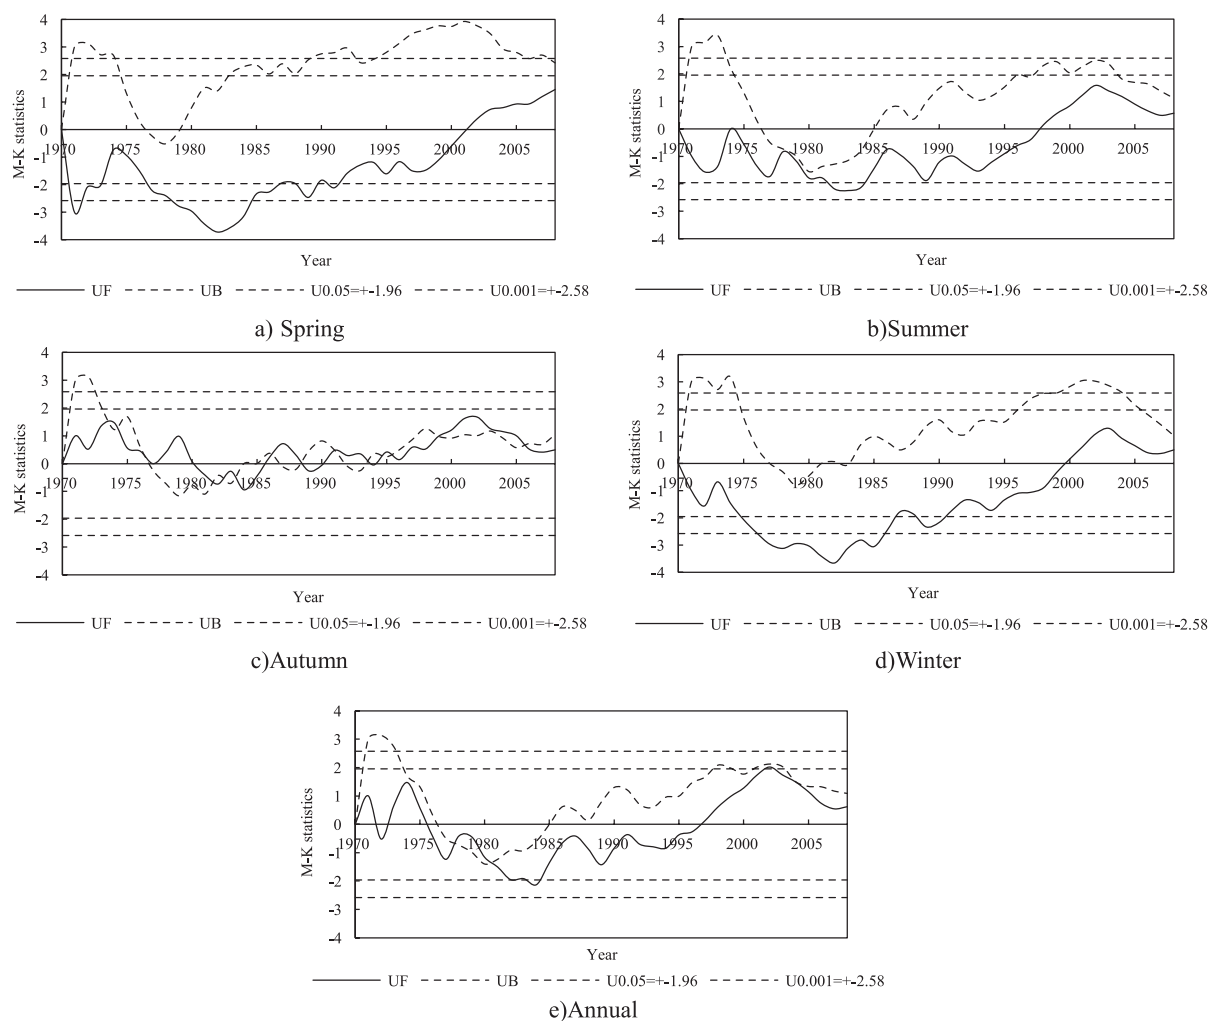 4
3
2
1
0
-1
-2
-3
-4
M-K statistics
1970 1975 1980 1985 1990 1995 2000 2005
Year
UF UB U0.05=+-1.96 U0.001=+-2.58
a) Spring
4
3
2
1
0
-1
-2
-3
-4
M-K statistics
1970 1975 1980 1985 1990 1995 2000 2005
Year
UF UB U0.05=+-1.96 U0.001=+-2.58
b)Summer
4
3
2
1
0
-1
-2
-3
-4
M-K statistics
1970 1975 1980 1985 1990 1995 2000 2005
Year
UF UB U0.05=+-1.96 U0.001=+-2.58
c)Autumn
4
3
2
1
0
-1
-2
-3
-4
M-K statistics
1970 1975 1980 1985 1990 1995 2000 2005
Year
UF UB U0.05=+-1.96 U0.001=+-2.58
d)Winter
4
3
2
1
0
-1
-2
-3
-4
M-K statistics
1970 1975 1980 1985 1990 1995 2000 2005
Year
UF UB U0.05=+-1.96 U0.001=+-2.58
e)Annual